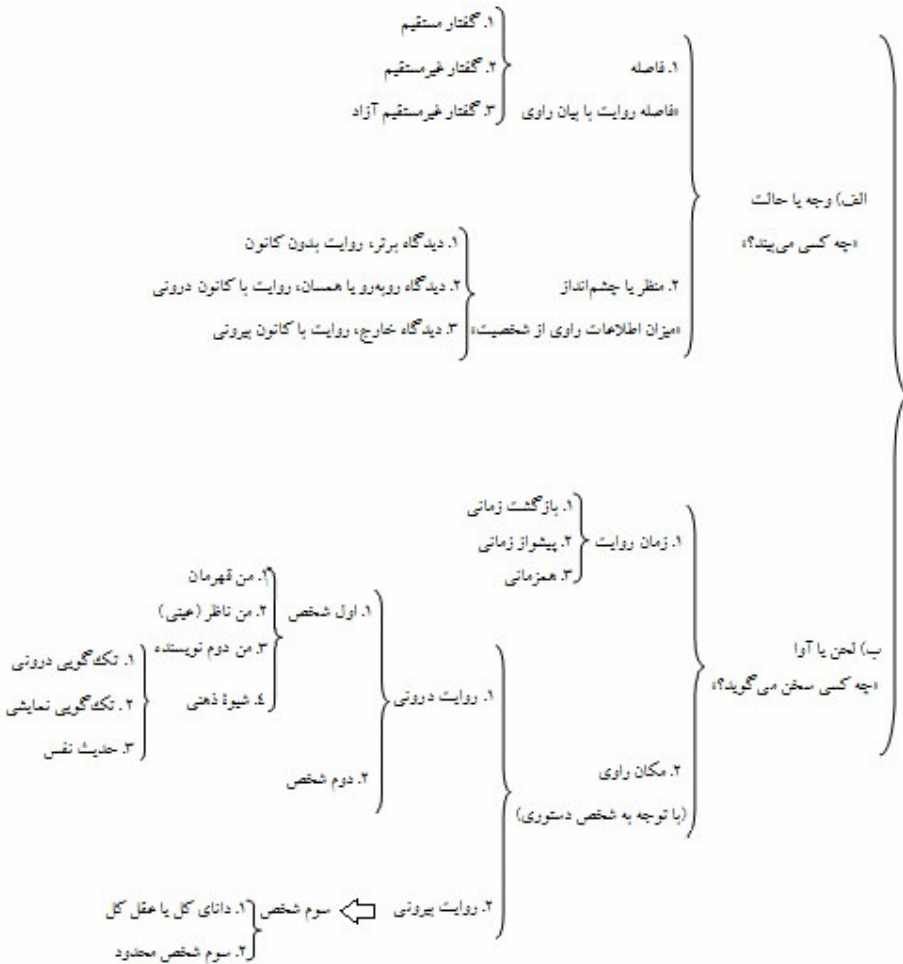 الف) وجه یا حالت
«چه کسی می‌بیند؟»
۱. فاصله
«فاصله روایت با بیان راوی
۱. گفتار مستقیم
۲. گفتار غیرمستقیم
۳. گفتار غیرمستقیم آزاد
۲. منظر یا چشم‌انداز
«میزان اطلاعات راوی از شخصیت»
۱. دیدگاه برتر، روایت بدون کانون
۲. دیدگاه روبه‌رو یا همسان، روایت با کانون درونی
۳. دیدگاه خارج، روایت با کانون بیرونی
ب) لحن یا آوا
«چه کسی سخن می‌گوید؟»
۱. زمان روایت
۱. بازگشت زمانی
۲. پیشواز زمانی
۳. همزمانی
۲. مکان راوی
(با توجه به شخص دستوری)
۱. روایت درونی
۱. اول شخص
۱. من قهرمان
۲. من ناظر (عینی)
۳. من دوم نویسنده
۴. شیوۀ ذهنی
۱. تک‌گویی درونی
۲. تک‌گویی نمایشی
۳. حدیث نفس
۲. دوم شخص
۲. روایت بیرونی
سوم شخص
۱. دانای کل یا عقل کل
۲. سوم شخص محدود